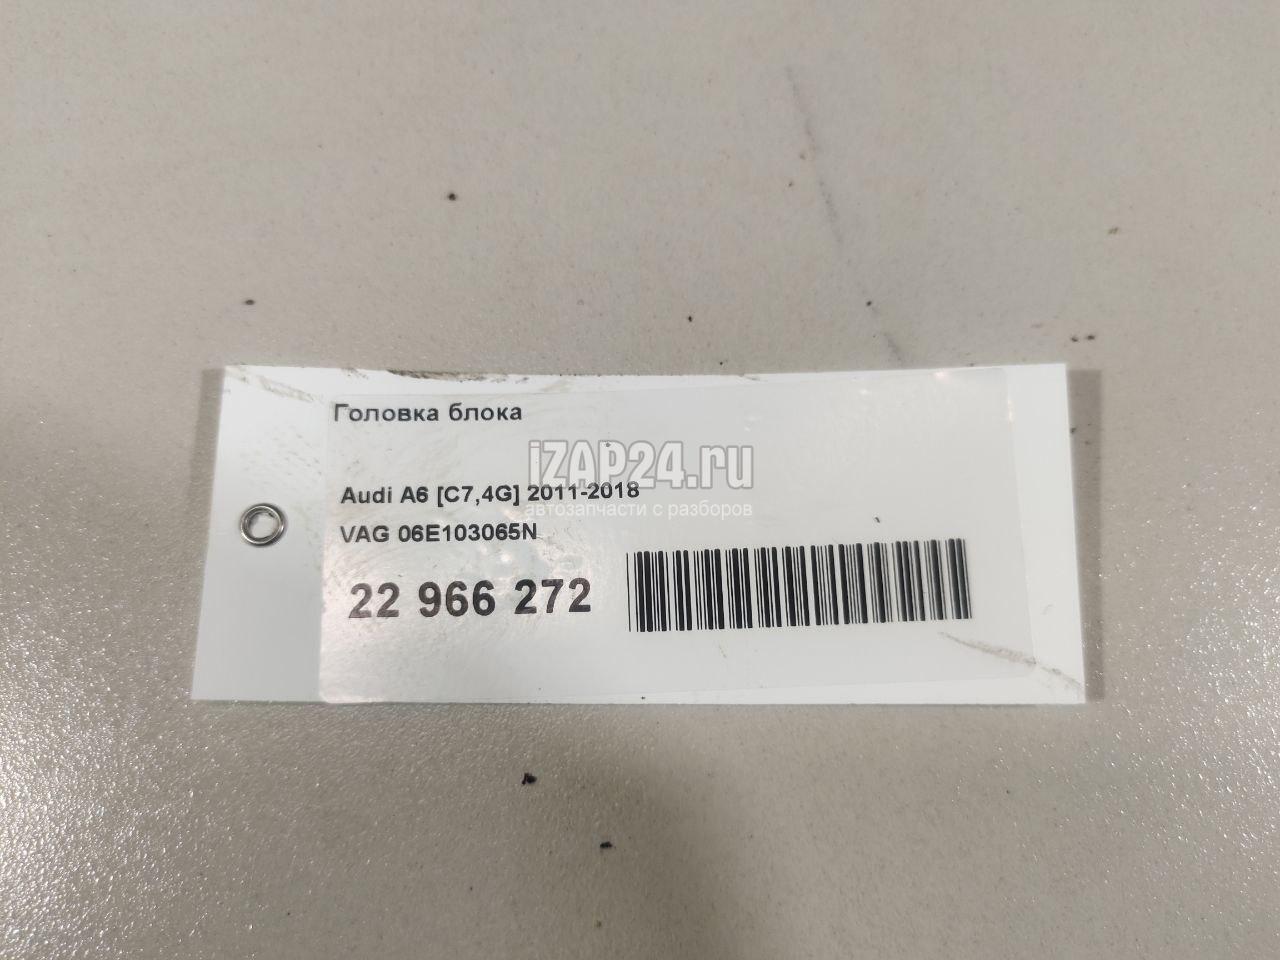 Головка блока
iZAP24.ru
Audi A6 [C7,4G] 2011-2018
автозапчасти с разборов
VAG 06E103065N
22 966 272